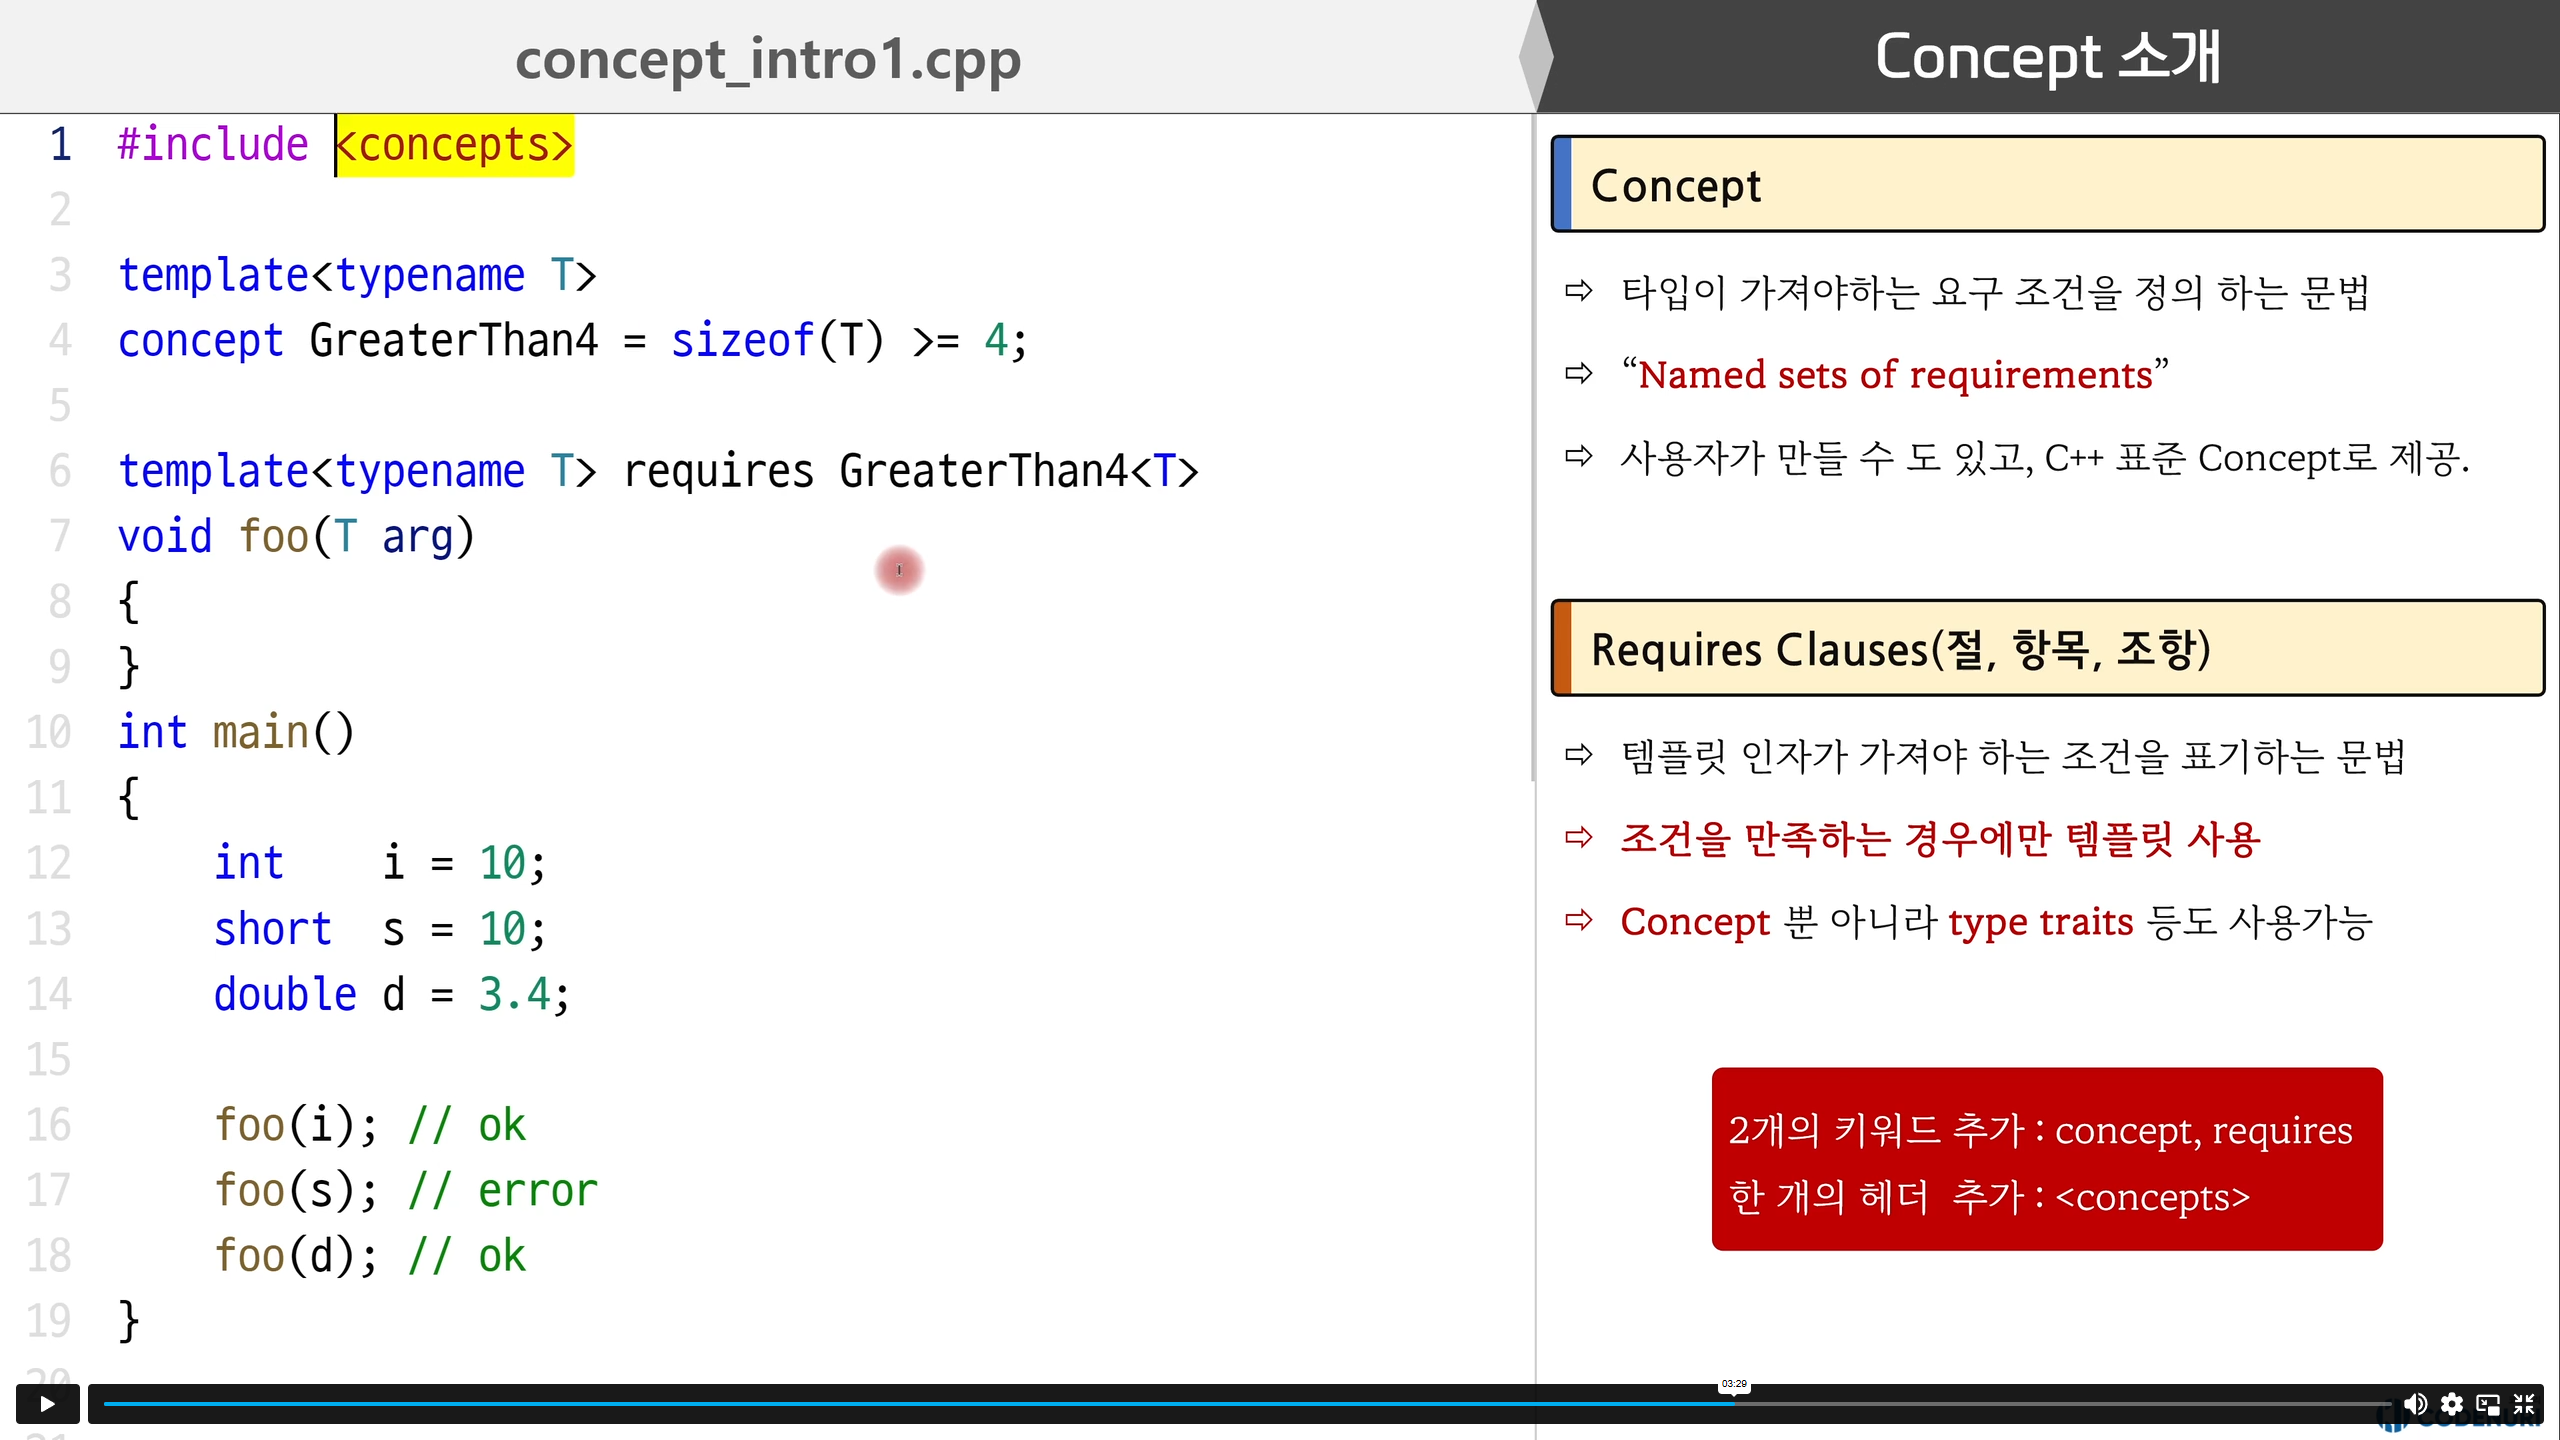 concept_intro1.cpp
Concept 소개
1 #include <concepts>
2
3 template<typename T>
4 concept GreaterThan4 = sizeof(T) >= 4;
5
6 template<typename T> requires GreaterThan4<T>
7 void foo(T arg)
8 {
9 }
10 int main()
11 {
12 int i = 10;
13 short s = 10;
14 double d = 3.4;
15
16 foo(i); // ok
17 foo(s); // error
18 foo(d); // ok
19 }
20
Concept
⇨ 타입이 가져야하는 요구 조건을 정의 하는 문법
⇨ “Named sets of requirements”
⇨ 사용자가 만들 수 도 있고, C++ 표준 Concept로 제공.
Requires Clauses(절, 항목, 조항)
⇨ 템플릿 인자가 가져야 하는 조건을 표기하는 문법
⇨ 조건을 만족하는 경우에만 템플릿 사용
⇨ Concept 뿐 아니라 type traits 등도 사용가능
2개의 키워드 추가 : concept, requires
한 개의 헤더 추가 : <concepts>
03:29